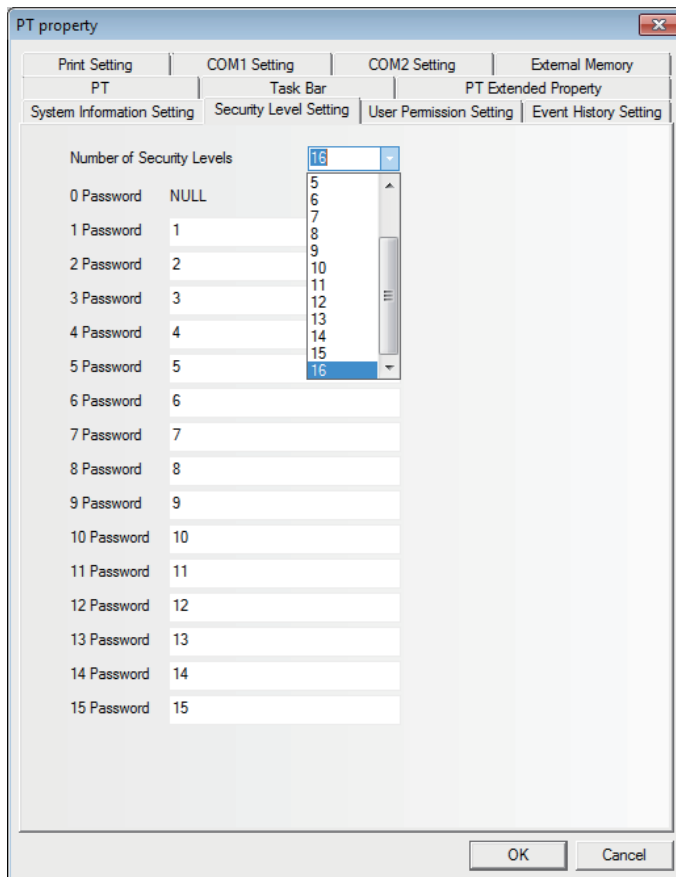 PT property
Print Setting COM1 Setting COM2 Setting External Memory
PT Task Bar PT Extended Property
System Information Setting Security Level Setting User Permission Setting Event History Setting
Number of Security Levels 16
5
6
7
8
9
10
11
12
13
14
15
16
0 Password NULL
1 Password 1
2 Password 2
3 Password 3
4 Password 4
5 Password 5
6 Password 6
7 Password 7
8 Password 8
9 Password 9
10 Password 10
11 Password 11
12 Password 12
13 Password 13
14 Password 14
15 Password 15
OK Cancel